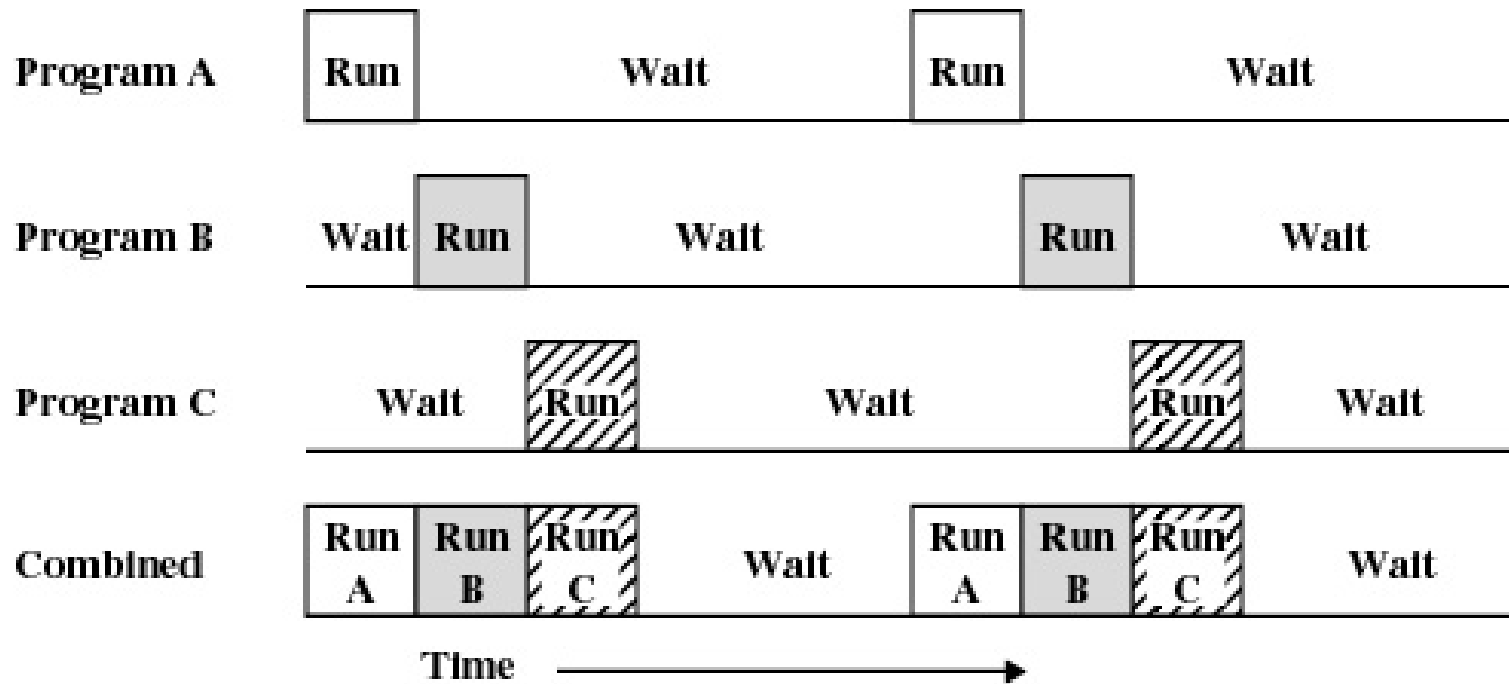 Program A Run Wait Run Wait
Program B Wait Run Wait Run Wait
Program C Wait Run Wait Run Wait
Combined Run A Run B Run C Wait Run A Run B Run C Wait
Time